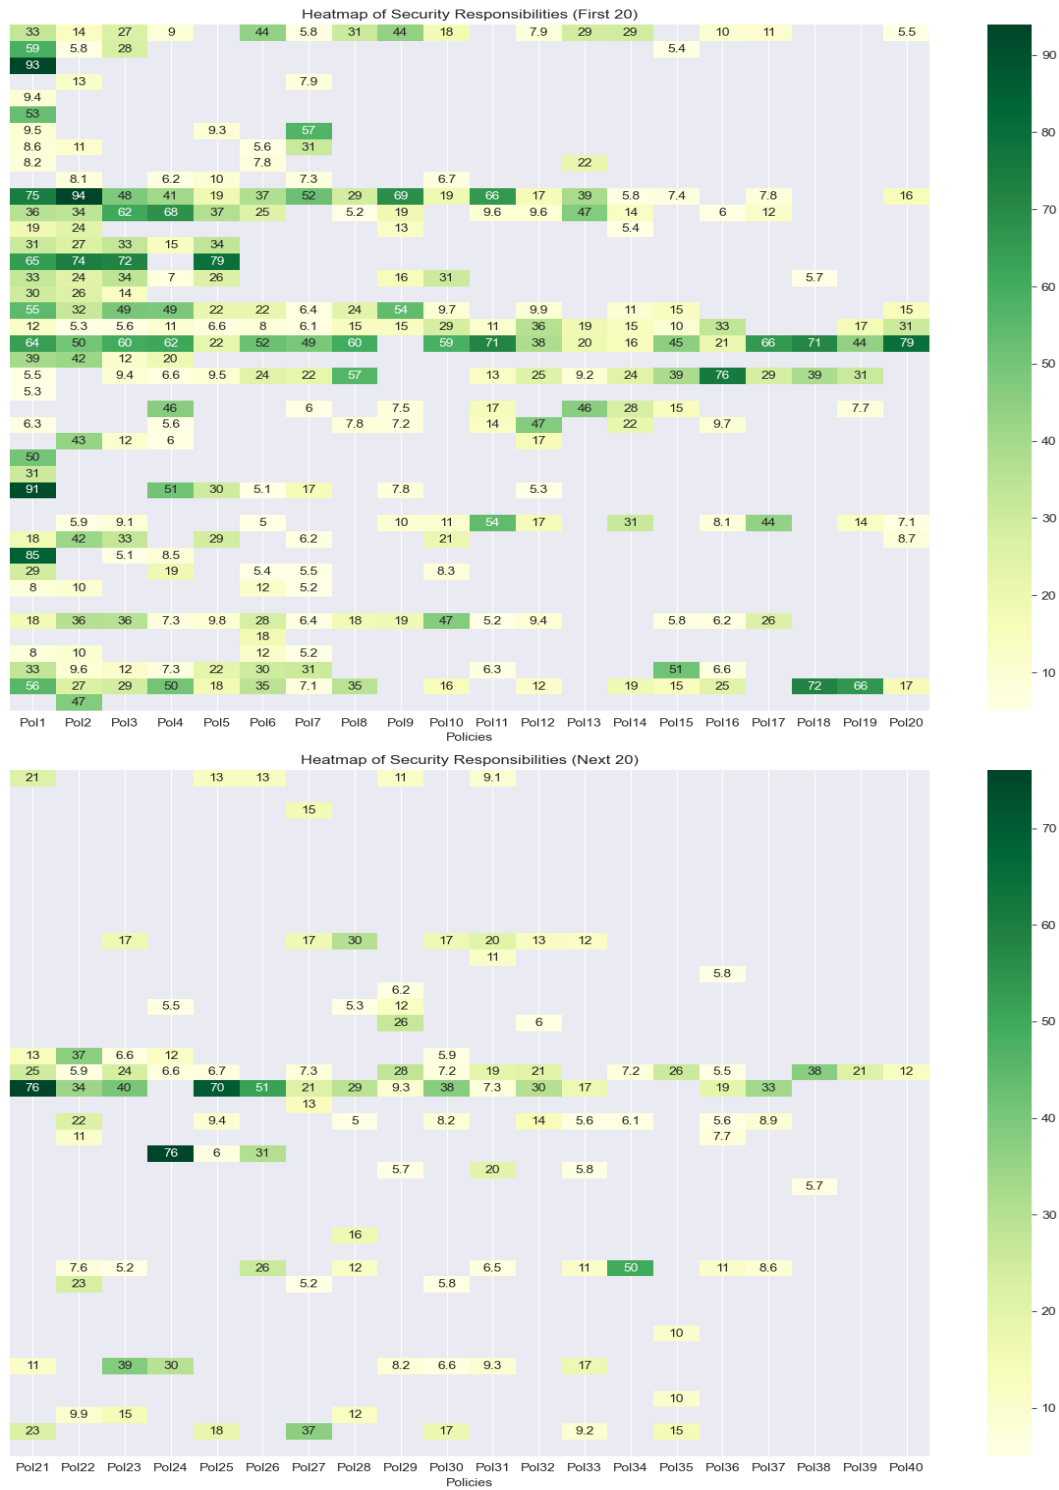 Heatmap of Security Responsibilities (First 20)
33 14 27 9 44 5.8 31 44 18 7.9 29 29 10 11 5.5
59 5.8 28 5.4
93
13 7.9
9.4
53
9.5 9.3 57
8.6 11 5.6 31
8.2 7.8 22
8.1 6.2 10 7.3 6.7
75 94 48 41 19 37 52 29 69 19 66 17 39 5.8 7.4 7.8 16
36 34 62 68 37 25 5.2 19 9.6 9.6 47 14 6 12
19 24 13 5.4
31 27 33 15 34
65 74 72 79
33 24 34 7 26 16 31 5.7
30 26 14
55 32 49 49 22 22 6.4 24 54 9.7 9.9 11 15 15
12 5.3 5.6 11 6.6 8 6.1 15 15 29 11 36 19 15 10 33 17 31
64 50 60 62 22 52 49 60 59 71 38 20 16 45 21 66 71 44 79
39 42 12 20
5.5 9.4 6.6 9.5 24 22 57 13 25 9.2 24 39 76 29 39 31
5.3
46 6 7.5 17 46 28 15 7.7
6.3 5.6 7.8 7.2 14 47 22 9.7
43 12 6 17
50
31
91 51 30 5.1 17 7.8 5.3
5.9 9.1 5 10 11 54 17 31 8.1 44 14 7.1
18 42 33 29 6.2 21 8.7
85 5.1 8.5
29 19 5.4 5.5 8.3
8 10 12 5.2
18 36 36 7.3 9.8 28 6.4 18 19 47 5.2 9.4 5.8 6.2 26
18
8 10 12 5.2
33 9.6 12 7.3 22 30 31 6.3 51 6.6
56 27 29 50 18 35 7.1 35 16 12 19 15 25 72 66 17
47
Pol1 Pol2 Pol3 Pol4 Pol5 Pol6 Pol7 Pol8 Pol9 Pol10 Pol11 Pol12 Pol13 Pol14 Pol15 Pol16 Pol17 Pol18 Pol19 Pol20
Policies
90
80
70
60
50
40
30
20
10
Heatmap of Security Responsibilities (Next 20)
21 13 13 11 9.1
15
17 17 30 17 20 13 12
11
5.8
6.2
5.5 5.3 12
26 6
13 37 6.6 12 5.9
25 5.9 24 6.6 6.7 7.3 28 7.2 19 21 7.2 26 5.5 38 21 12
76 34 40 70 51 21 29 9.3 38 7.3 30 17 19 33
13
22 9.4 5 8.2 14 5.6 6.1 5.6 8.9
11 7.7
76 6 31
5.7 20 5.8
5.7
16
7.6 5.2 26 12 6.5 11 50 11 8.6
23 5.2 5.8
10
11 39 30 8.2 6.6 9.3 17
10
9.9 15 12
23 18 37 17 9.2 15
Pol21 Pol22 Pol23 Pol24 Pol25 Pol26 Pol27 Pol28 Pol29 Pol30 Pol31 Pol32 Pol33 Pol34 Pol35 Pol36 Pol37 Pol38 Pol39 Pol40
Policies
70
60
50
40
30
20
10